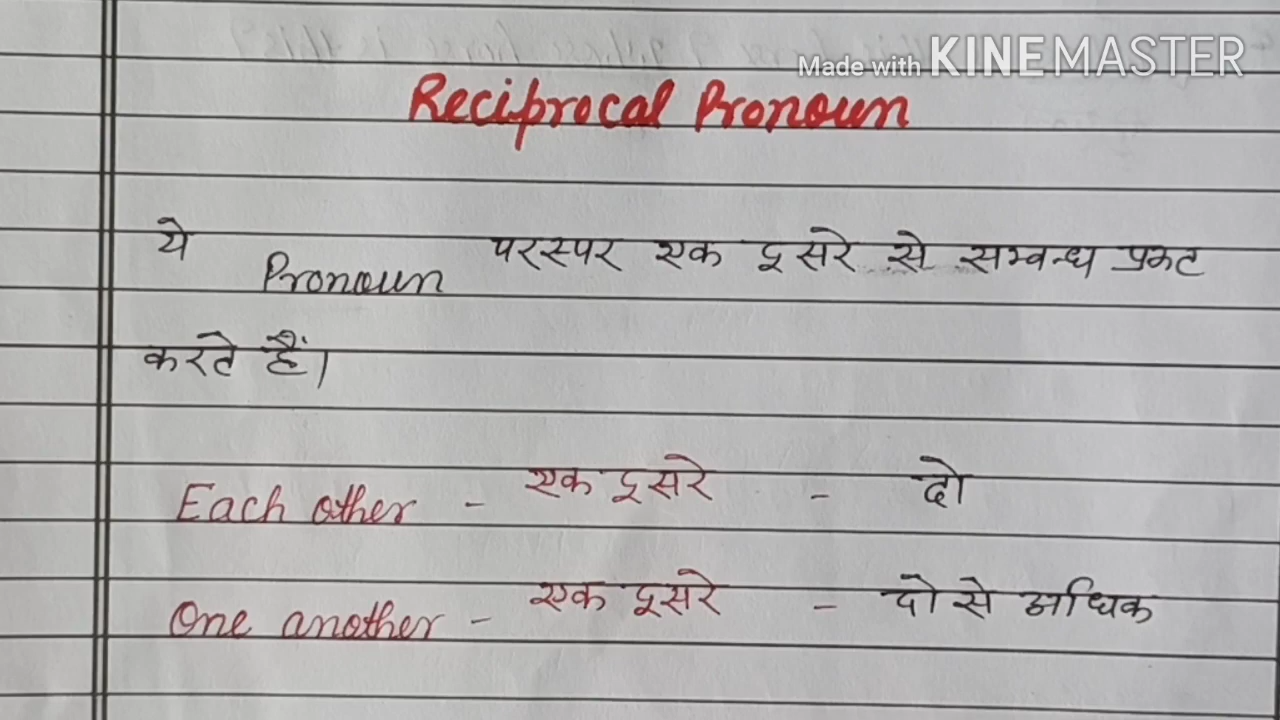 Made with KINEMASTER
Reciprocal Pronoun
ये Pronoun परस्पर एक दूसरे से सम्बन्ध प्रकट
करते हैं।
Each other - एक दूसरे - दो
One another - एक दूसरे - दो से अधिक